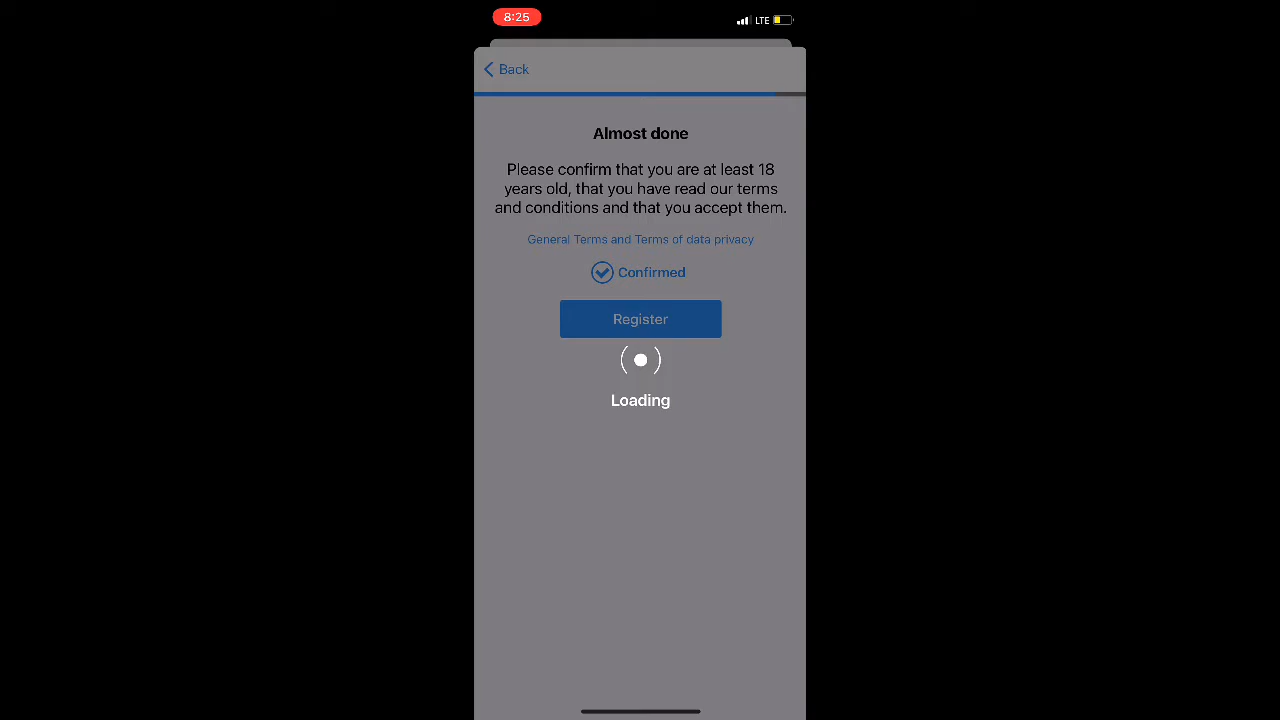 8:25
LTE
Back
Almost done
Please confirm that you are at least 18
years old, that you have read our terms
and conditions and that you accept them.
General Terms and Terms of data privacy
Confirmed
Register
Loading